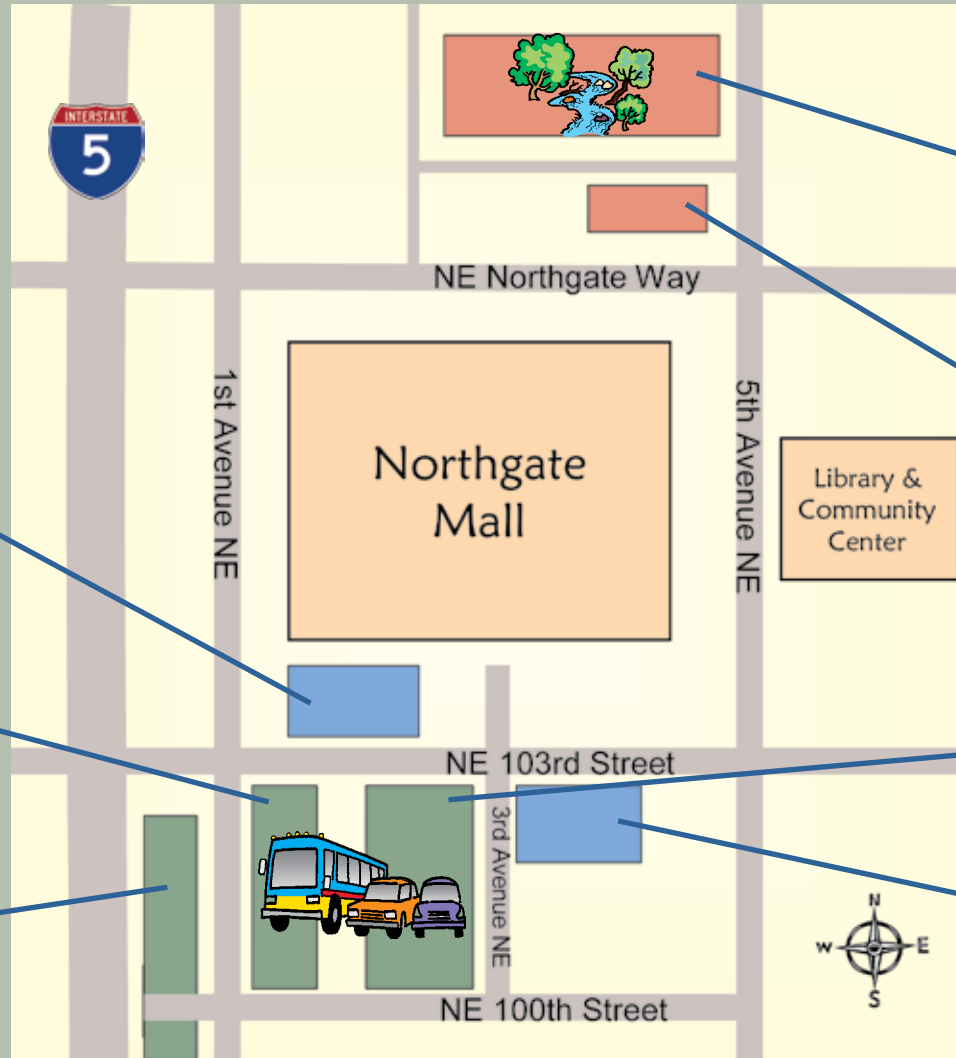 INTERSTATE
5
NE Northgate Way
1st Avenue NE
5th Avenue NE
Northgate
Mall
Library &
Community
Center
NE 103rd Street
3rd Avenue NE
N
W
E
S
NE 100th Street